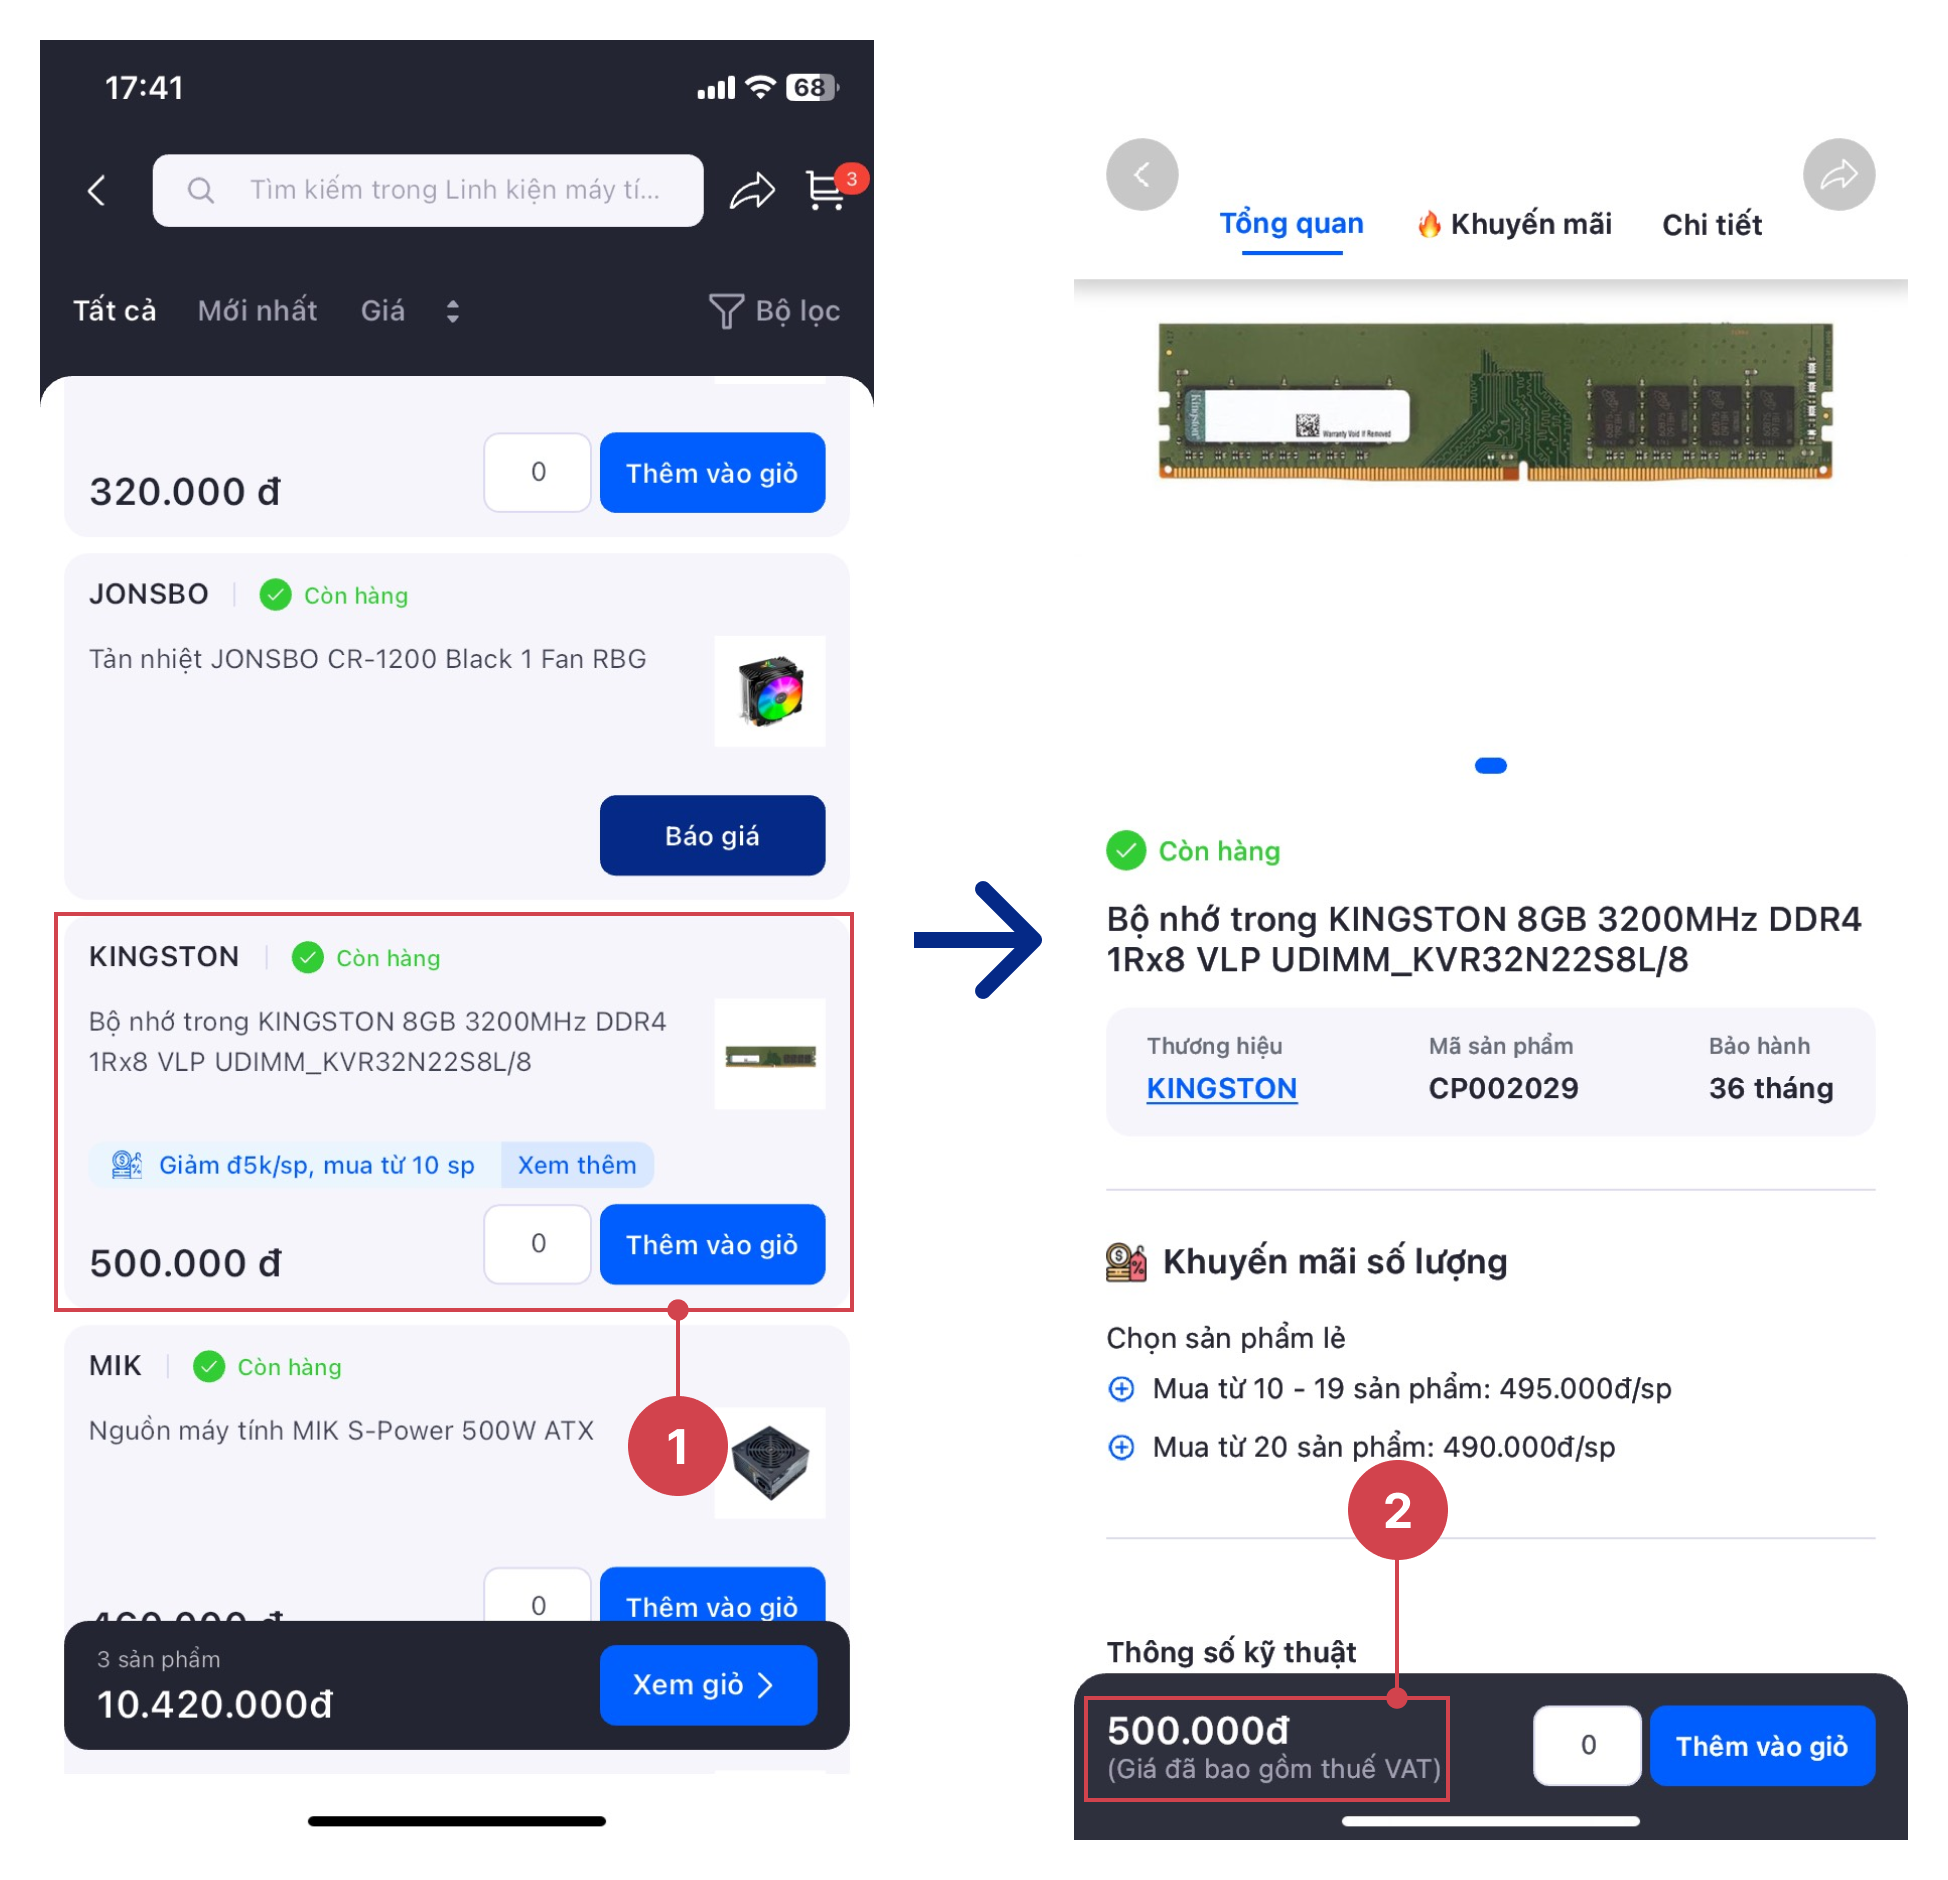 17:41
68
Tìm kiếm trong Linh kiện máy tí...
3
Tất cả
Mới nhất
Giá
Bộ lọc
320.000 đ
0
Thêm vào giỏ
JONSBO
Còn hàng
Tản nhiệt JONSBO CR-1200 Black 1 Fan RBG
Báo giá
KINGSTON
Còn hàng
Bộ nhớ trong KINGSTON 8GB 3200MHz DDR4
1Rx8 VLP UDIMM_KVR32N22S8L/8
Giảm đ5k/sp, mua từ 10 sp
Xem thêm
500.000 đ
0
Thêm vào giỏ
MIK
Còn hàng
Nguồn máy tính MIK S-Power 500W ATX
1
460.000 đ
0
Thêm vào giỏ
3 sản phẩm
10.420.000đ
Xem giỏ
Tổng quan
Khuyến mãi
Chi tiết
Kingston
Warranty Void If Removed
Còn hàng
Bộ nhớ trong KINGSTON 8GB 3200MHz DDR4
1Rx8 VLP UDIMM_KVR32N22S8L/8
Thương hiệu
KINGSTON
Mã sản phẩm
CP002029
Bảo hành
36 tháng
Khuyến mãi số lượng
Chọn sản phẩm lẻ
Mua từ 10 - 19 sản phẩm: 495.000đ/sp
Mua từ 20 sản phẩm: 490.000đ/sp
2
Thông số kỹ thuật
500.000đ
(Giá đã bao gồm thuế VAT)
0
Thêm vào giỏ